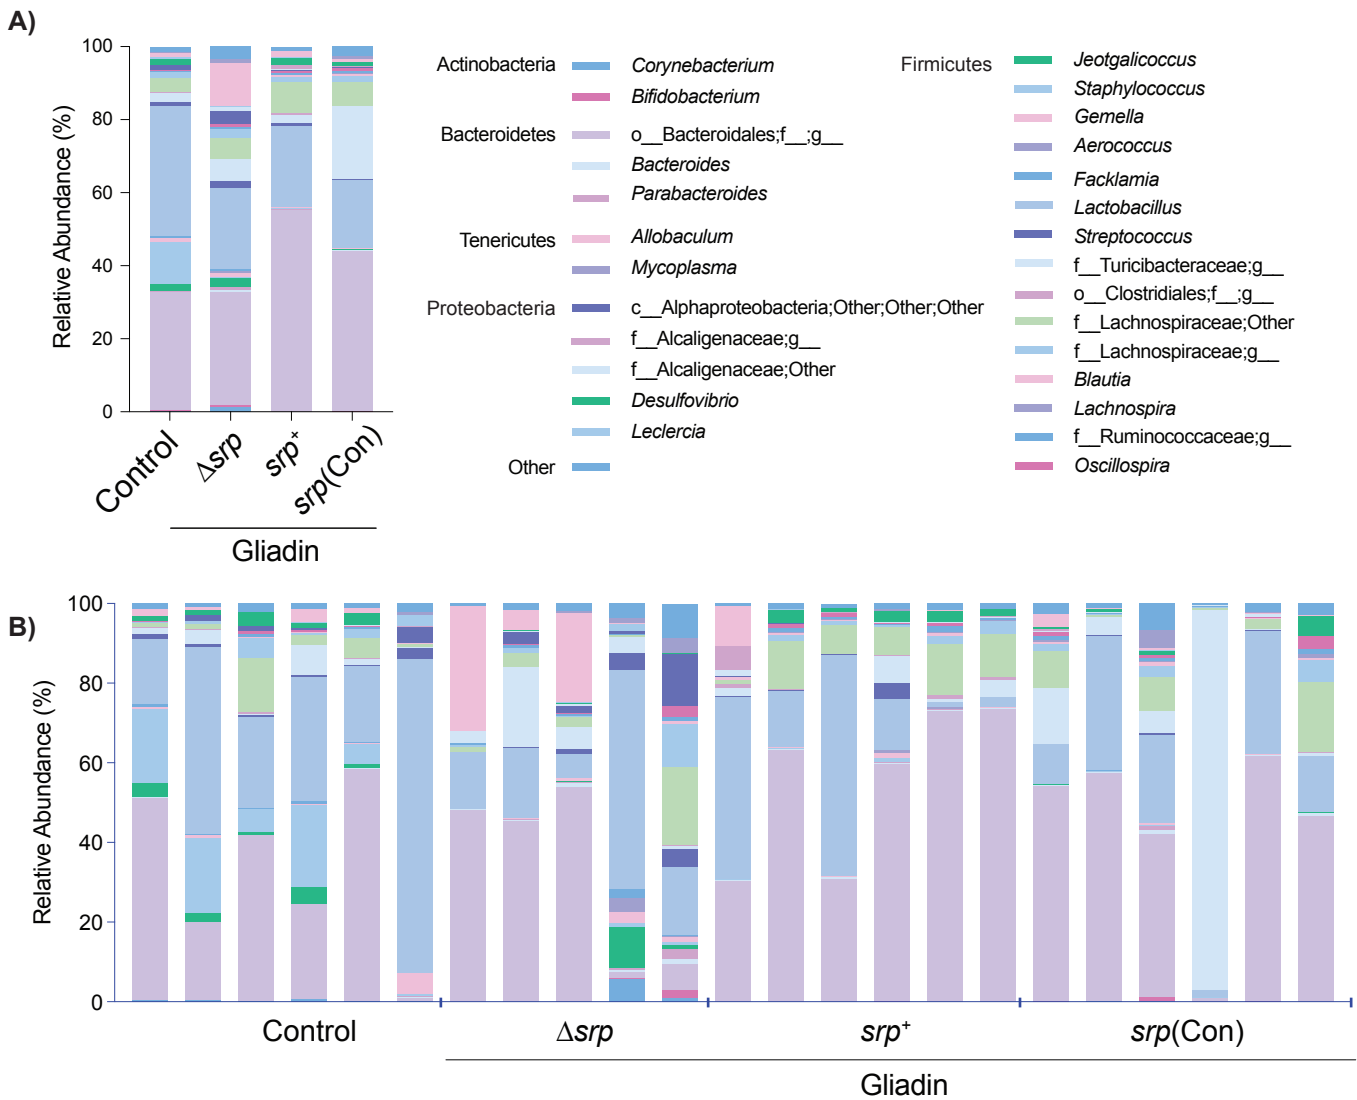 A)
100
80
60
40
20
0
Relative Abundance (%)
Control
Δsrp
srp+
srp(Con)
Gliadin
Actinobacteria
Corynebacterium
Bifidobacterium
Bacteroidetes
o__Bacteroidales;f__;g__
Bacteroides
Parabacteroides
Tenericutes
Allobaculum
Mycoplasma
Proteobacteria
c__Alphaproteobacteria;Other;Other;Other
f__Alcaligenaceae;g__
f__Alcaligenaceae;Other
Desulfovibrio
Leclercia
Other
Firmicutes
Jeotgalicoccus
Staphylococcus
Gemella
Aerococcus
Facklamia
Lactobacillus
Streptococcus
f__Turicibacteraceae;g__
o__Clostridiales;f__;g__
f__Lachnospiraceae;Other
f__Lachnospiraceae;g__
Blautia
Lachnospira
f__Ruminococcaceae;g__
Oscillospira
B)
100
80
60
40
20
0
Relative Abundance (%)
Control
Δsrp
srp+
srp(Con)
Gliadin